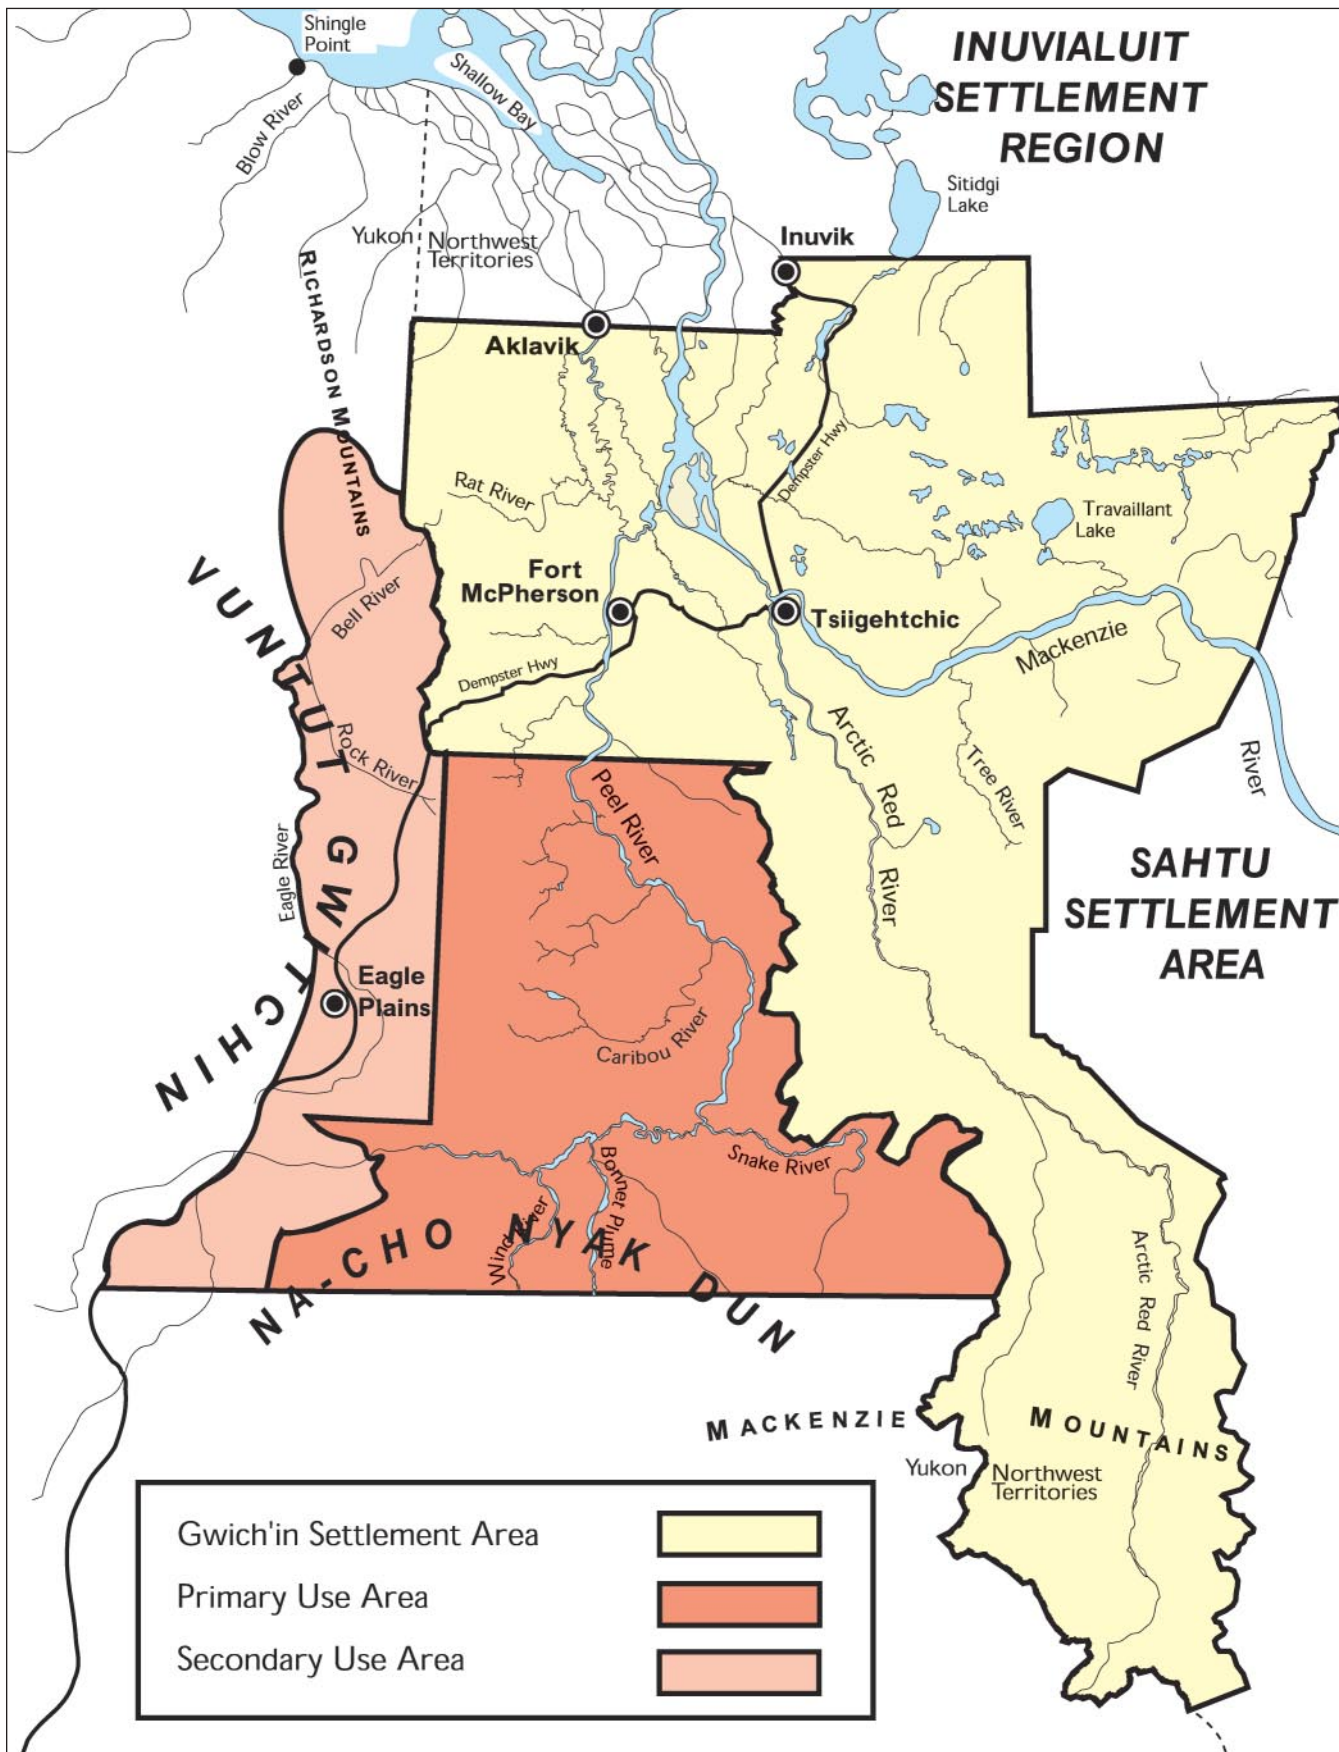 Shingle
Point
INUVIALUIT
SETTLEMENT
REGION
Shallow Bay
Blow River
Sitidgi
Lake
Yukon
Northwest
Territories
Inuvik
RICHARDSON MOUNTAINS
Aklavik
Dempster Hwy
Rat River
Travaillant
Lake
VUNTUT GWITCHIN
Fort
McPherson
Bell River
Tsiigehtchic
Mackenzie
River
Dempster Hwy
Arctic Red River
Rock River
Tree River
Peel River
Eagle River
SAHTU
SETTLEMENT
AREA
Eagle
Plains
Caribou River
Snake River
Bonnet Plume
Wind River
NA-CHO NYAK DUN
Arctic Red River
MACKENZIE MOUNTAINS
Yukon
Northwest
Territories
Gwich'in Settlement Area
Primary Use Area
Secondary Use Area